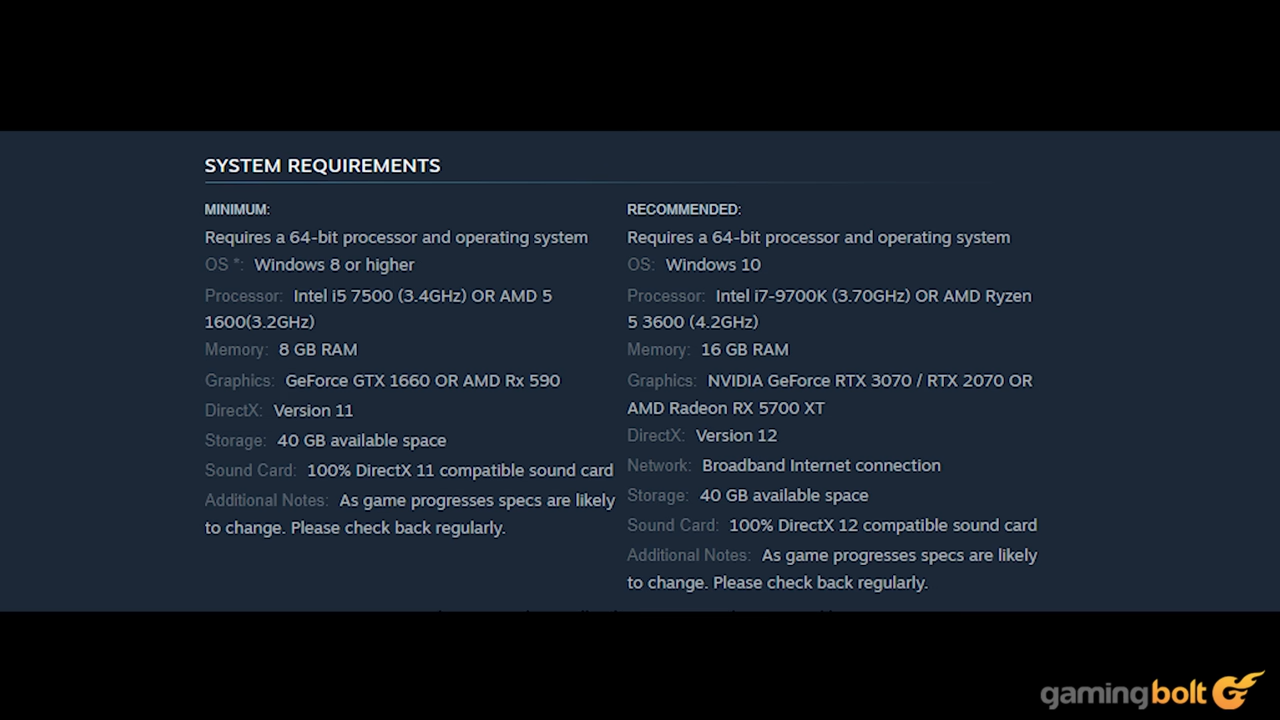 SYSTEM REQUIREMENTS
MINIMUM:
Requires a 64-bit processor and operating system
OS *: Windows 8 or higher
Processor: Intel i5 7500 (3.4GHz) OR AMD 5
1600(3.2GHz)
Memory: 8 GB RAM
Graphics: GeForce GTX 1660 OR AMD Rx 590
DirectX: Version 11
Storage: 40 GB available space
Sound Card: 100% DirectX 11 compatible sound card
Additional Notes: As game progresses specs are likely
to change. Please check back regularly.
RECOMMENDED:
Requires a 64-bit processor and operating system
OS: Windows 10
Processor: Intel i7-9700K (3.70GHz) OR AMD Ryzen
5 3600 (4.2GHz)
Memory: 16 GB RAM
Graphics: NVIDIA GeForce RTX 3070 / RTX 2070 OR
AMD Radeon RX 5700 XT
DirectX: Version 12
Network: Broadband Internet connection
Storage: 40 GB available space
Sound Card: 100% DirectX 12 compatible sound card
Additional Notes: As game progresses specs are likely
to change. Please check back regularly.
gamingbolt